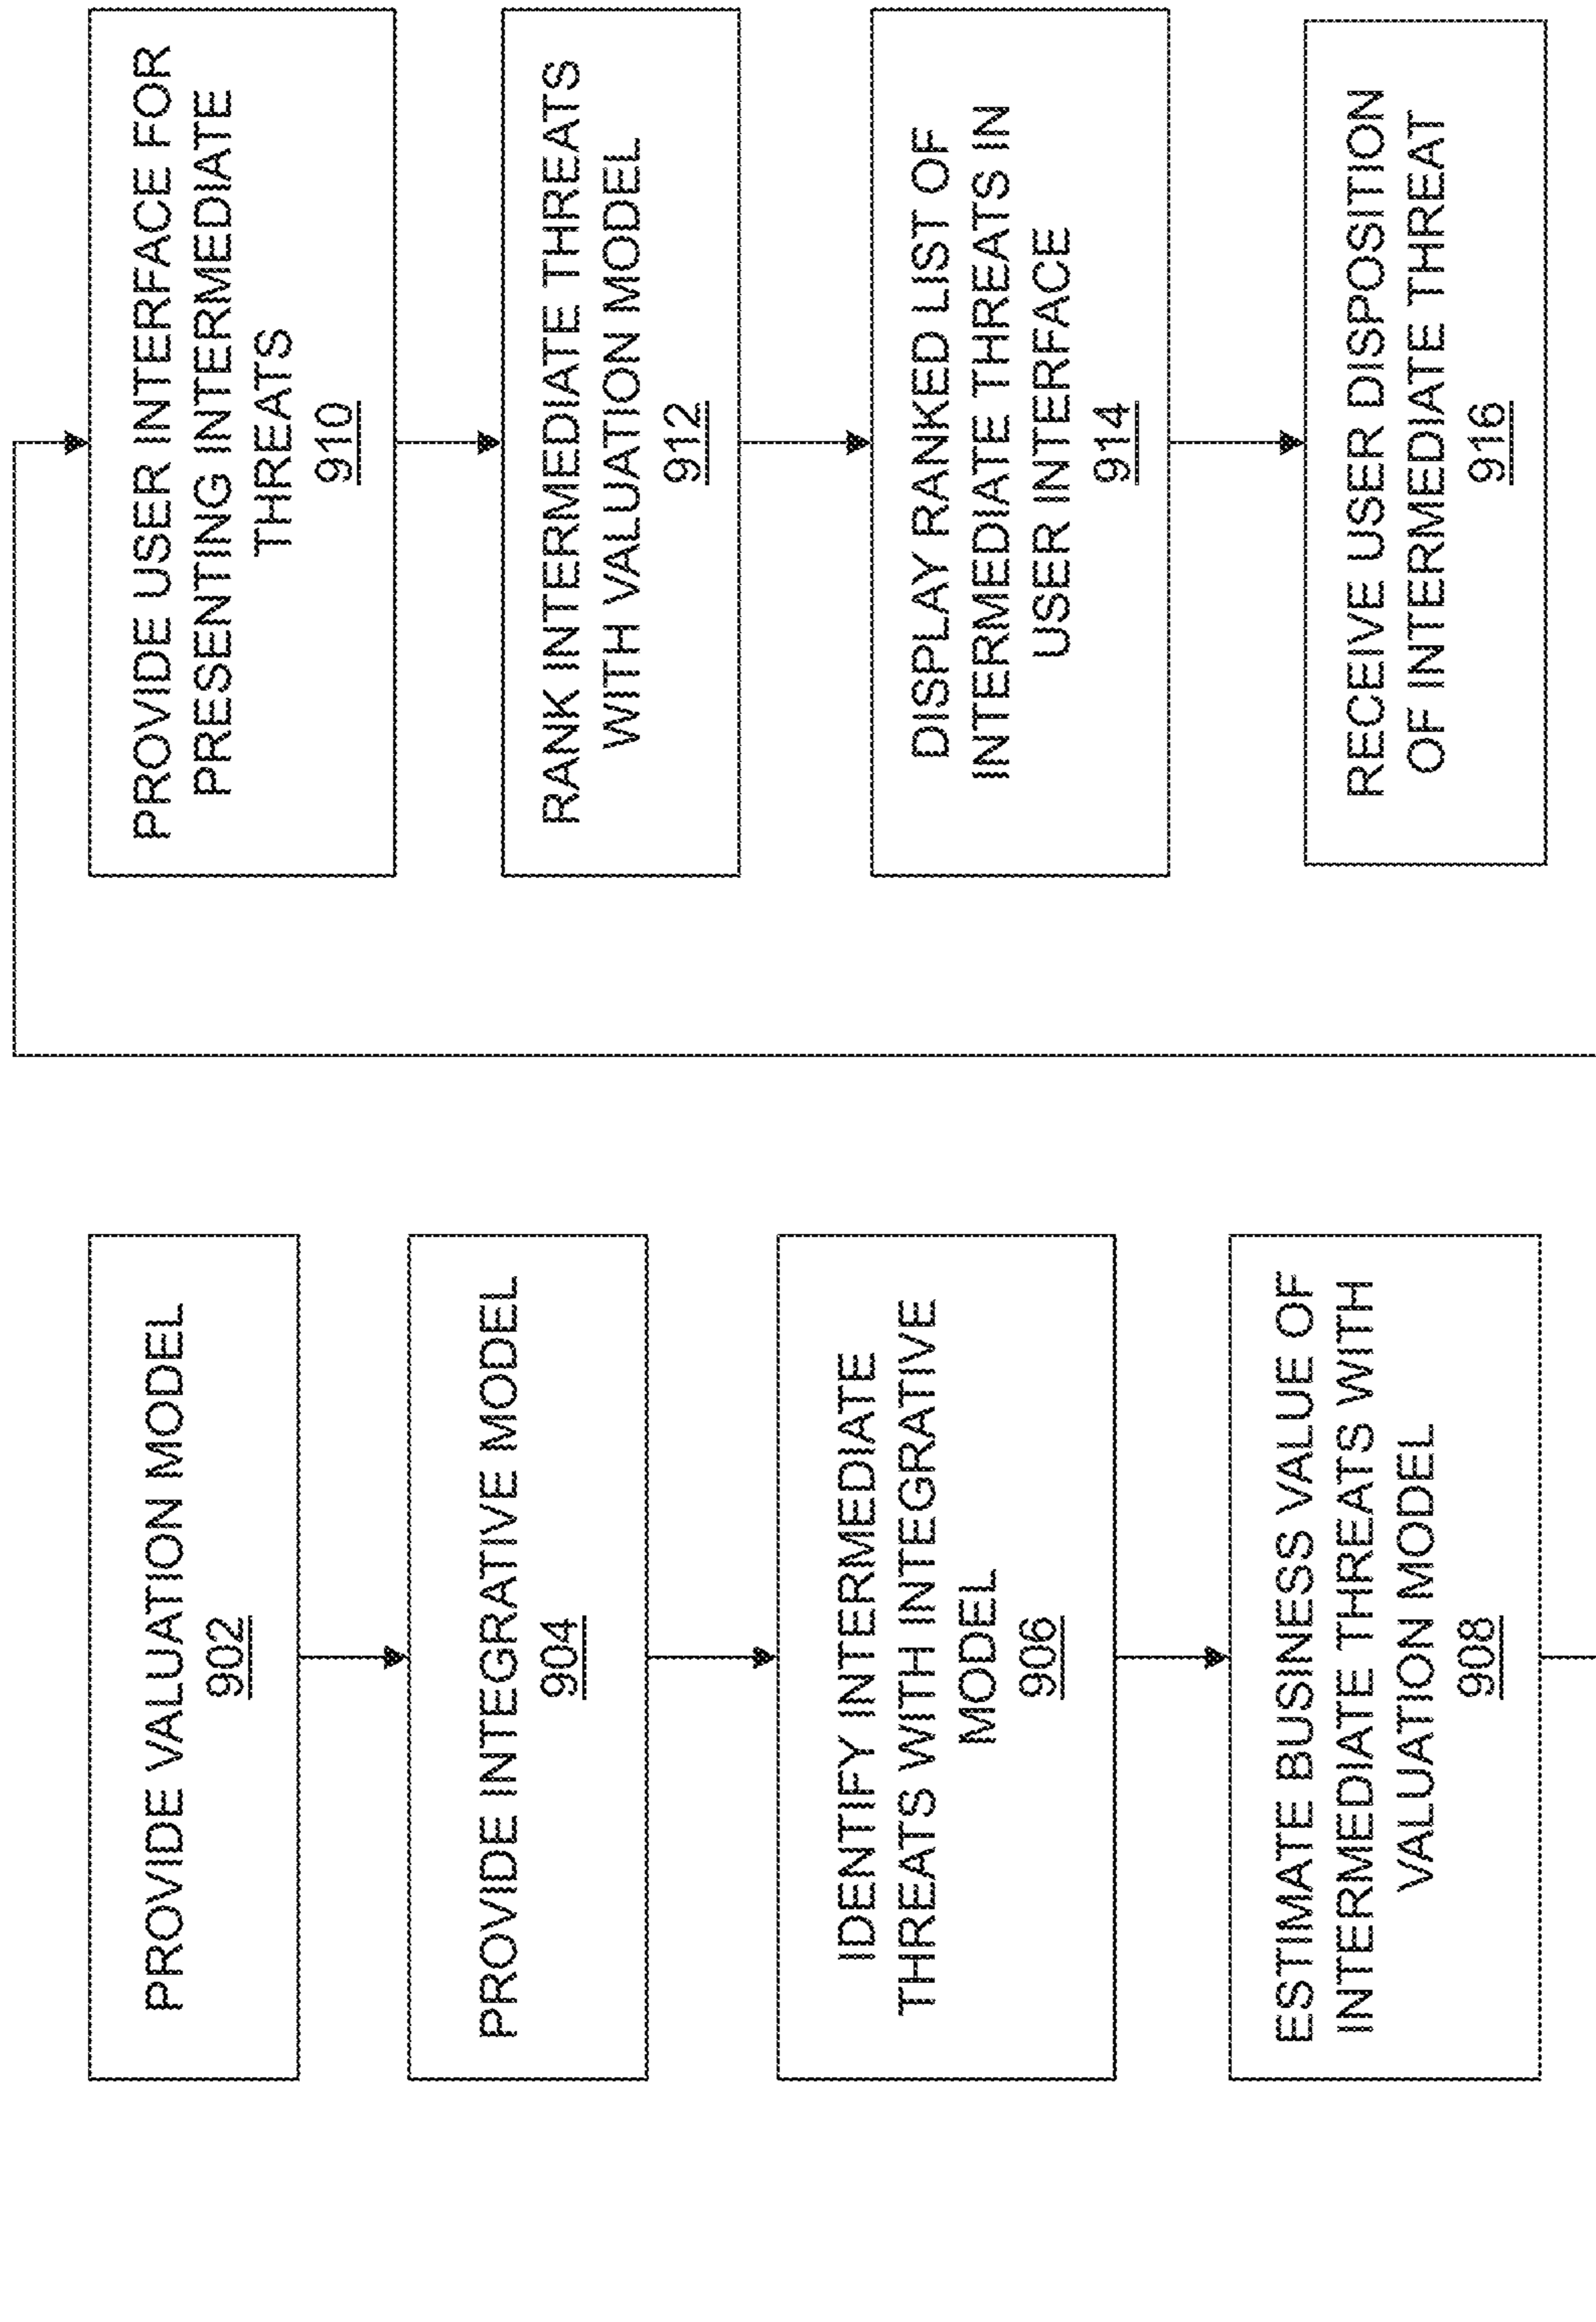 PROVIDE VALUATION MODEL
902
PROVIDE INTEGRATIVE MODEL
904
IDENTIFY INTERMEDIATE
THREATS WITH INTEGRATIVE
MODEL
906
ESTIMATE BUSINESS VALUE OF
INTERMEDIATE THREATS WITH
VALUATION MODEL
908
PROVIDE USER INTERFACE FOR
PRESENTING INTERMEDIATE
THREATS
910
RANK INTERMEDIATE THREATS
WITH VALUATION MODEL
912
DISPLAY RANKED LIST OF
INTERMEDIATE THREATS IN
USER INTERFACE
914
RECEIVE USER DISPOSITION
OF INTERMEDIATE THREAT
916